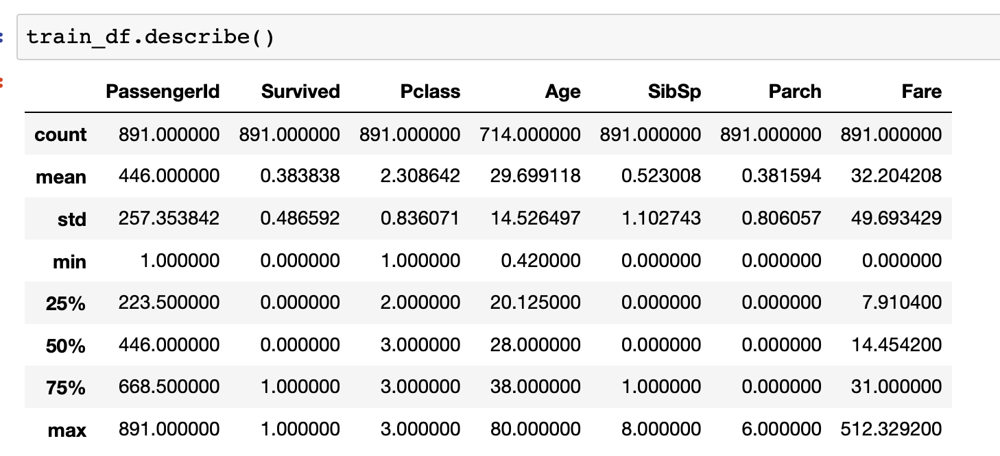 train_df.describe()
PassengerId Survived Pclass Age SibSp Parch Fare
count 891.000000 891.000000 891.000000 714.000000 891.000000 891.000000 891.000000
mean 446.000000 0.383838 2.308642 29.699118 0.523008 0.381594 32.204208
std 257.353842 0.486592 0.836071 14.526497 1.102743 0.806057 49.693429
min 1.000000 0.000000 1.000000 0.420000 0.000000 0.000000 0.000000
25% 223.500000 0.000000 2.000000 20.125000 0.000000 0.000000 7.910400
50% 446.000000 0.000000 3.000000 28.000000 0.000000 0.000000 14.454200
75% 668.500000 1.000000 3.000000 38.000000 1.000000 0.000000 31.000000
max 891.000000 1.000000 3.000000 80.000000 8.000000 6.000000 512.329200